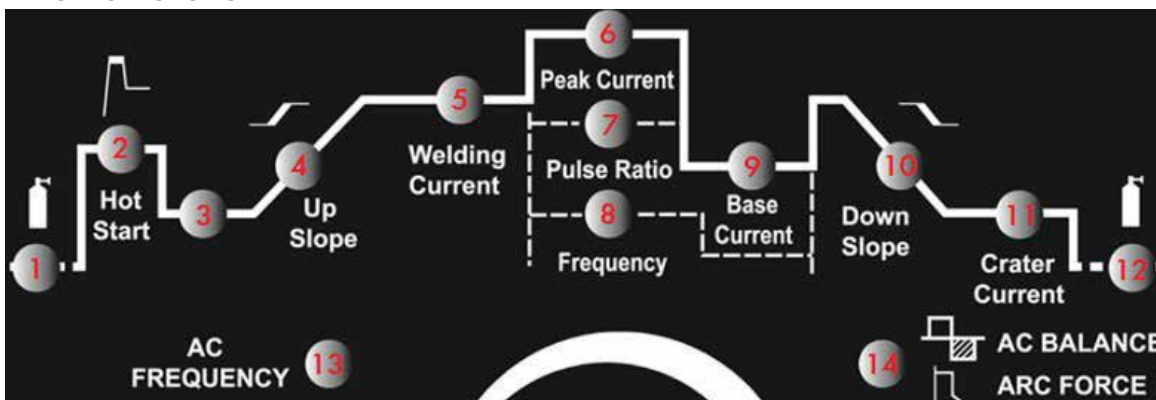 6
Peak Current
5
7
2
Welding
Current
4
Pulse Ratio
9
10
Hot
Start
3
Up
Slope
8
Base
Current
Down
Slope
11
1
Frequency
Crater
Current
12
AC
FREQUENCY
13
14
AC BALANCE
ARC FORCE